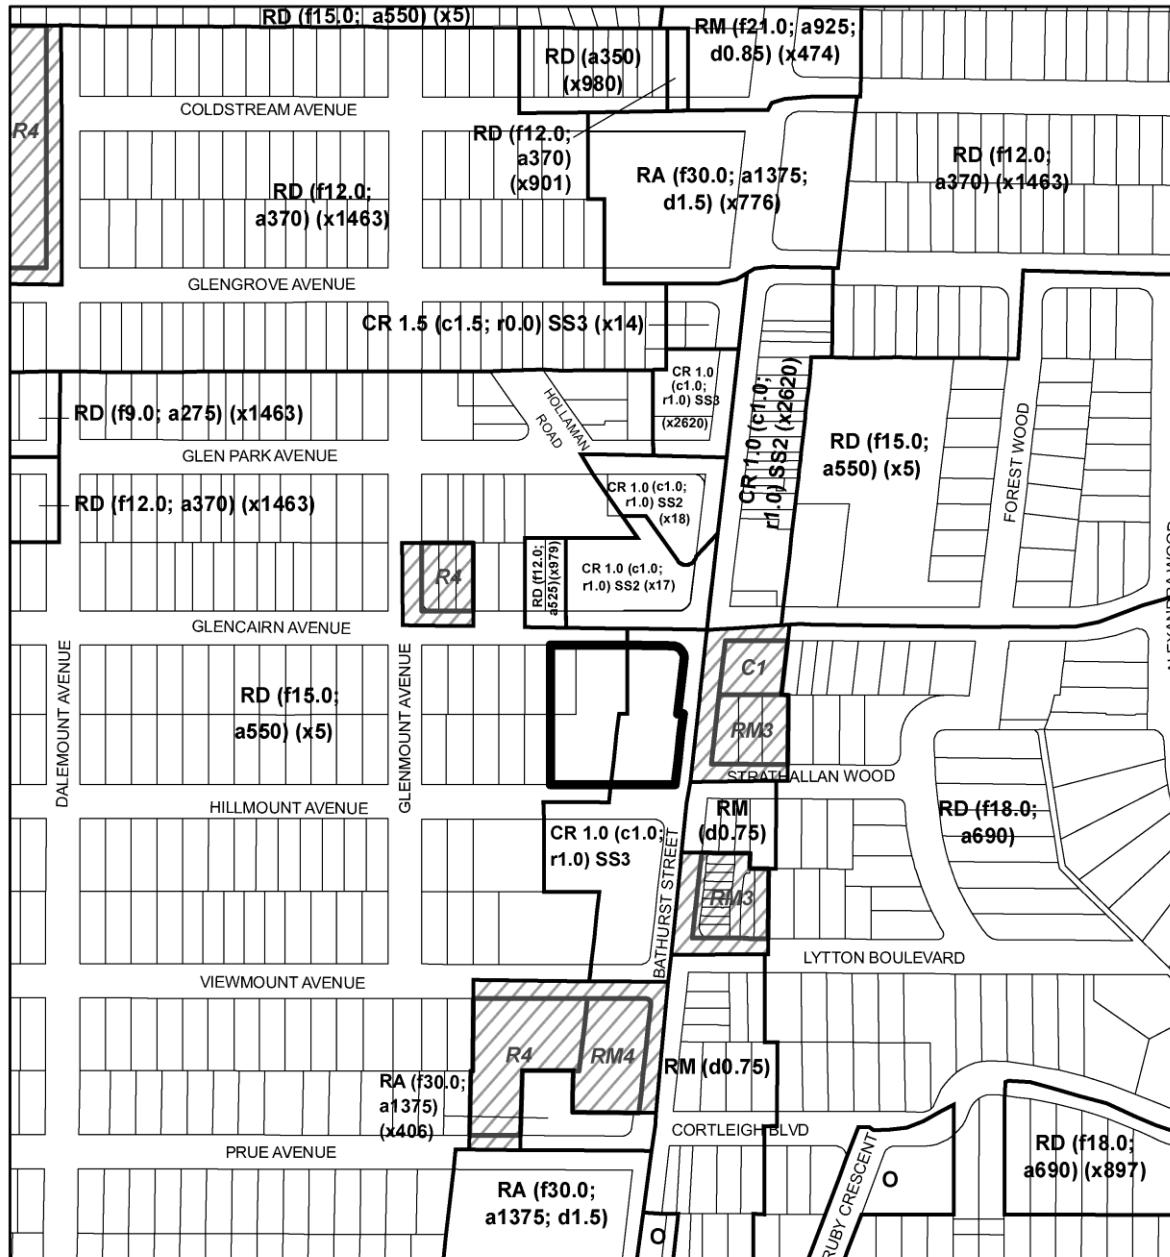 RD (f15.0; a550) (x5)
RD (a350)
(x980)
RM (f21.0; a925;
d0.85) (x474)
COLDSTREAM AVENUE
R4
RD (f12.0;
a370)
(x901)
RD (f12.0;
a370) (x1463)
RA (f30.0; a1375;
d1.5) (x776)
RD (f12.0;
a370) (x1463)
GLENGROVE AVENUE
CR 1.5 (c1.5; r0.0) SS3 (x14)
CR 1.0
(c1.0;
r1.0) SS3
(x2620)
CR 1.0 (c1.0;
r1.0) SS2 (x2620)
RD (f9.0; a275) (x1463)
HOLLAMAN
ROAD
RD (f15.0;
a550) (x5)
FOREST WOOD
GLEN PARK AVENUE
RD (f12.0; a370) (x1463)
CR 1.0 (c1.0;
r1.0) SS2
(x18)
R4
RD (f12.0;
a525)(x979)
CR 1.0 (c1.0;
r1.0) SS2 (x17)
ALEXANDRA WOOD
GLENCAIRN AVENUE
DALEMOUNT AVENUE
RD (f15.0;
a550) (x5)
GLENMOUNT AVENUE
C1
RM3
STRATHALLAN WOOD
HILLMOUNT AVENUE
CR 1.0 (c1.0;
r1.0) SS3
BATHURST STREET
RM
(d0.75)
RD (f18.0;
a690)
RM3
LYTTON BOULEVARD
VIEWMOUNT AVENUE
R4
RM4
RM (d0.75)
RA (f30.0;
a1375)
(x406)
CORTLEIGH BLVD
PRUE AVENUE
RA (f30.0;
a1375; d1.5)
O
RUBY CRESCENT
O
RD (f18.0;
a690) (x897)